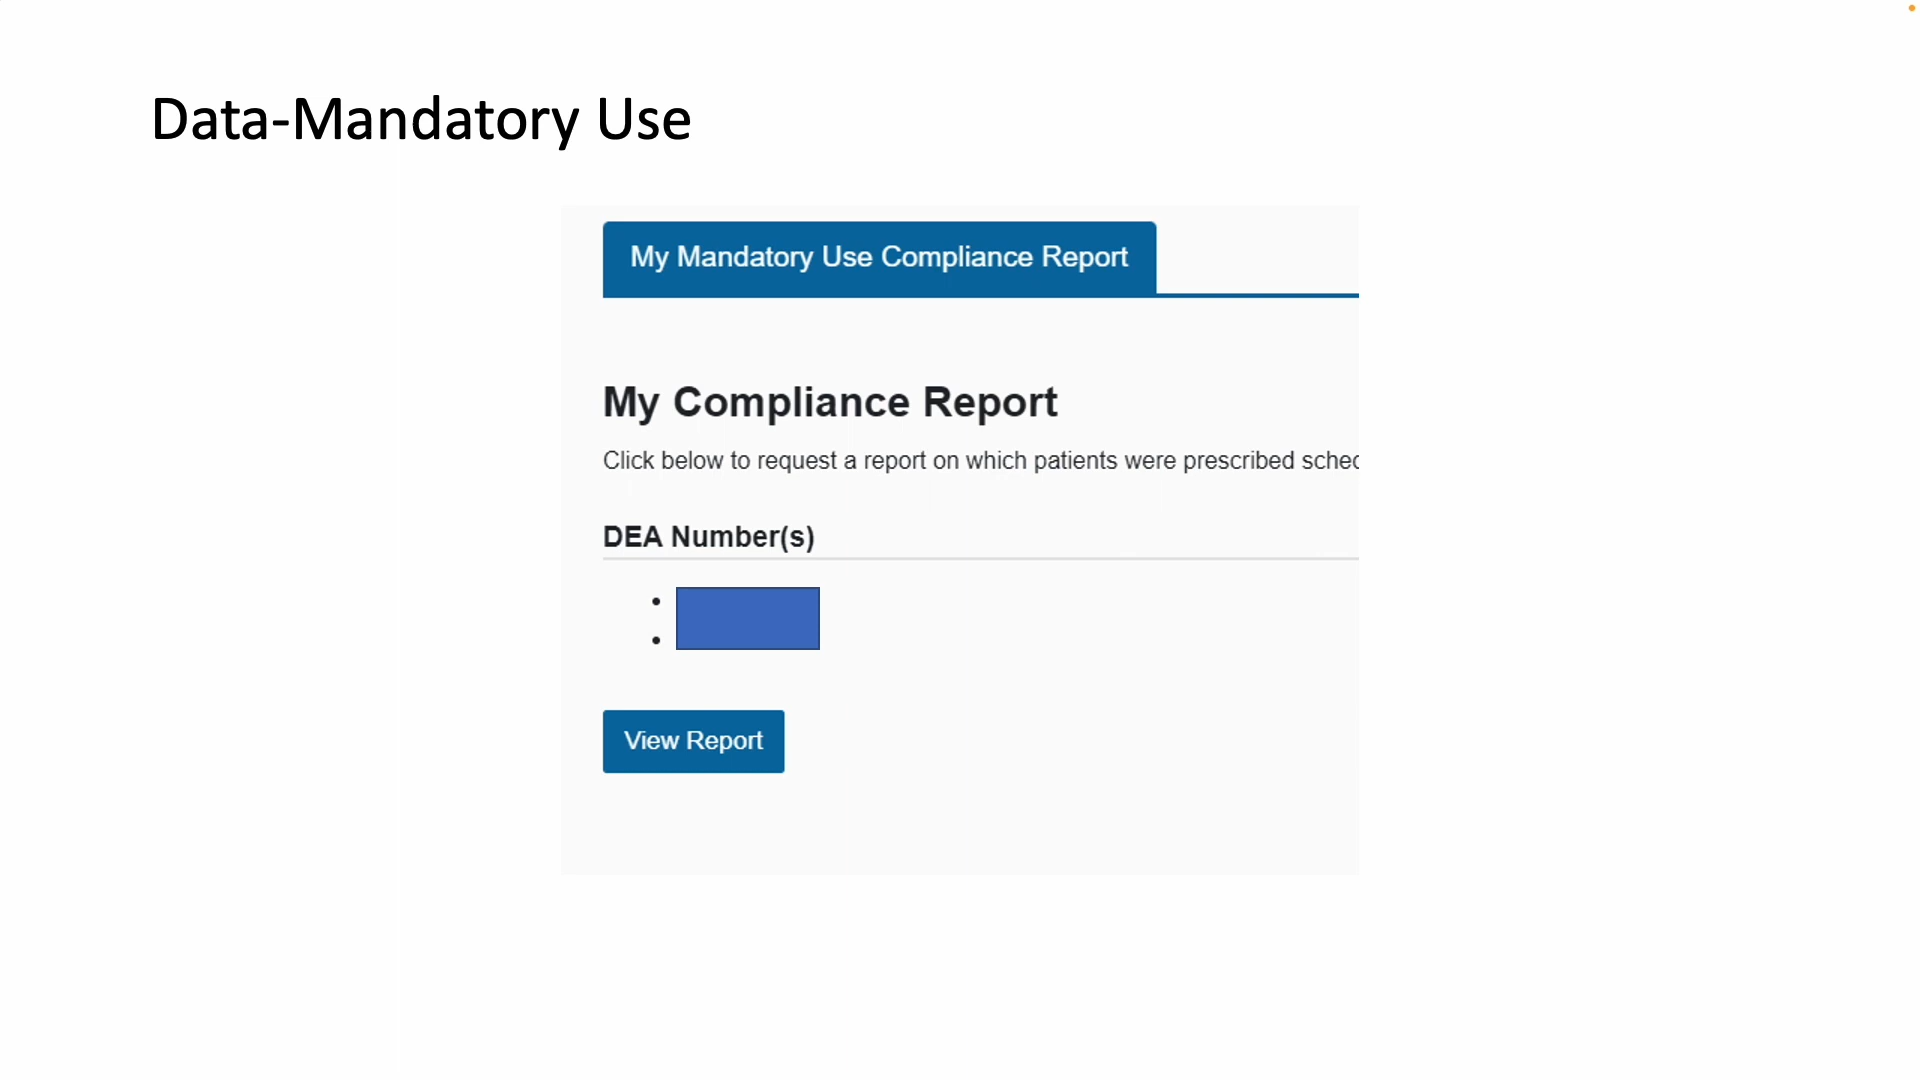 Data-Mandatory Use
My Mandatory Use Compliance Report
My Compliance Report
Click below to request a report on which patients were prescribed
DEA Number(s)
View Report